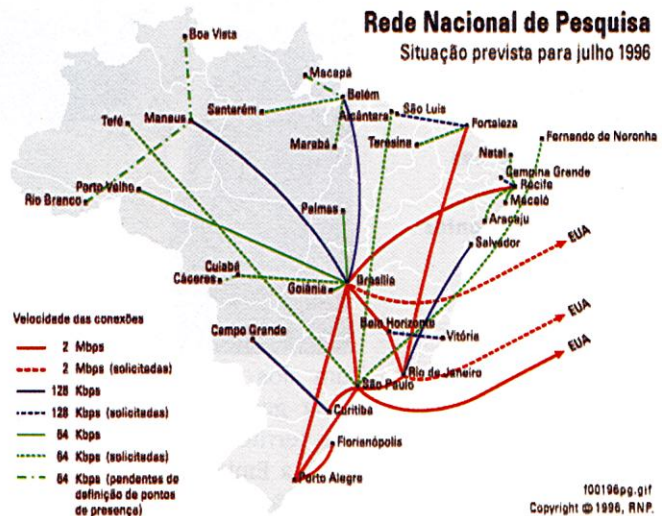 Rede Nacional de Pesquisa
Situação prevista para julho 1996
Boa Vista
Macapá
Belém
Santarém
Alcântara
São Luis
Tefé
Manaus
Fortaleza
Marabá
Teresina
Fernando de Noronha
Natal
Campina Grande
Recife
Maceió
Porto Velho
Rio Branco
Palmas
Aracaju
Salvador
EUA
Cuiabá
Cáceres
Goiânia
Brasília
EUA
Belo Horizonte
Vitória
EUA
Campo Grande
Rio de Janeiro
São Paulo
Curitiba
Florianópolis
Porto Alegre
Velocidade das conexões
2 Mbps
2 Mbps (solicitadas)
128 Kbps
128 Kbps (solicitadas)
64 Kbps
64 Kbps (solicitadas)
64 Kbps (pendentes de
definição de pontos
de presença)
f00196pg.gif
Copyright © 1996, RNP.